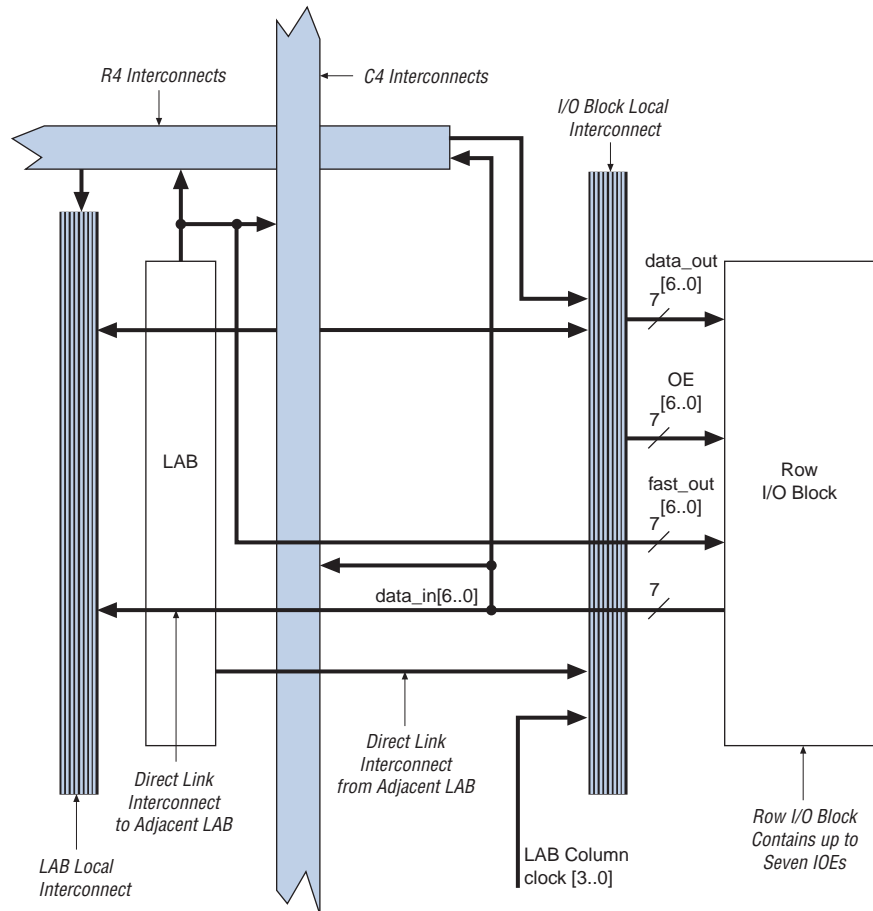 R4 Interconnects
C4 Interconnects
I/O Block Local
Interconnect
data_out
[6..0]
7
OE
[6..0]
7
LAB
Row
I/O Block
fast_out
[6..0]
7
7
data_in[6..0]
Direct Link
Interconnect
to Adjacent LAB
Direct Link
Interconnect
from Adjacent LAB
Row I/O Block
Contains up to
Seven IOEs
LAB Local
Interconnect
LAB Column
clock [3..0]